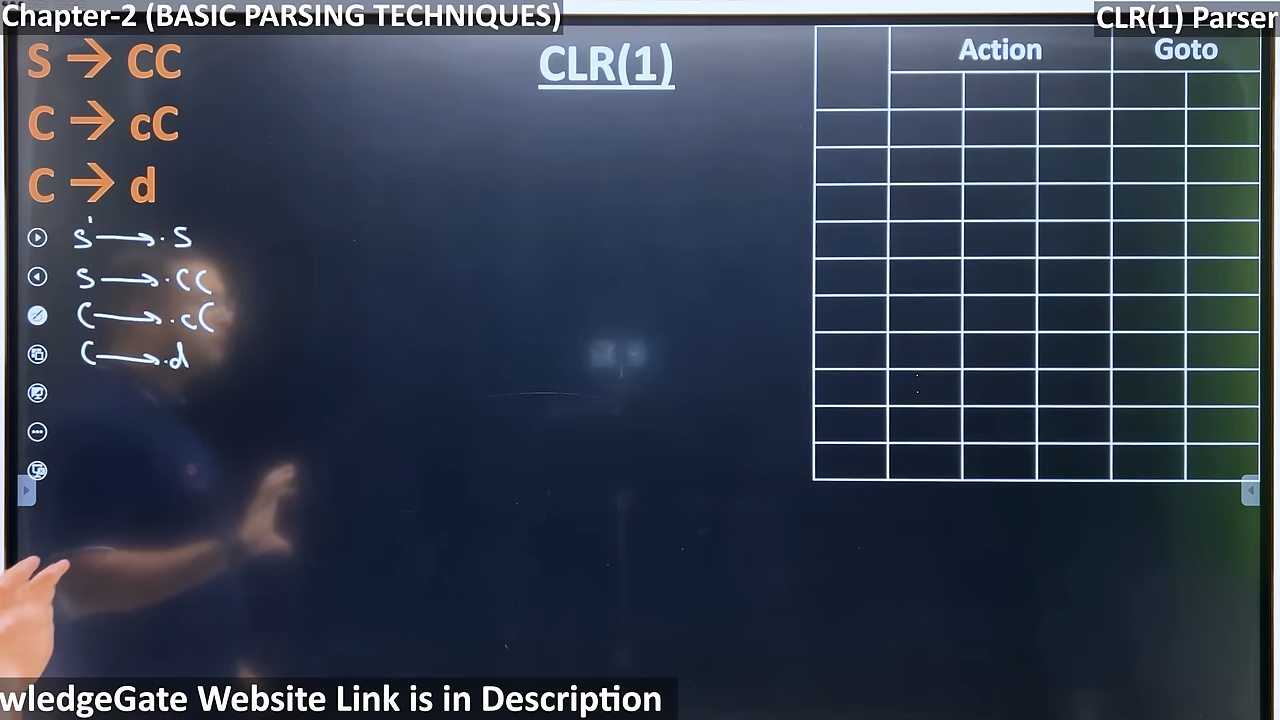 Chapter-2 (BASIC PARSING TECHNIQUES)
CLR(1) Parser
S → CC
C → cC
C → d
CLR(1)
Action Goto
S' → .S
S → .CC
C → .cC
C → .d
wledgeGate Website Link is in Description